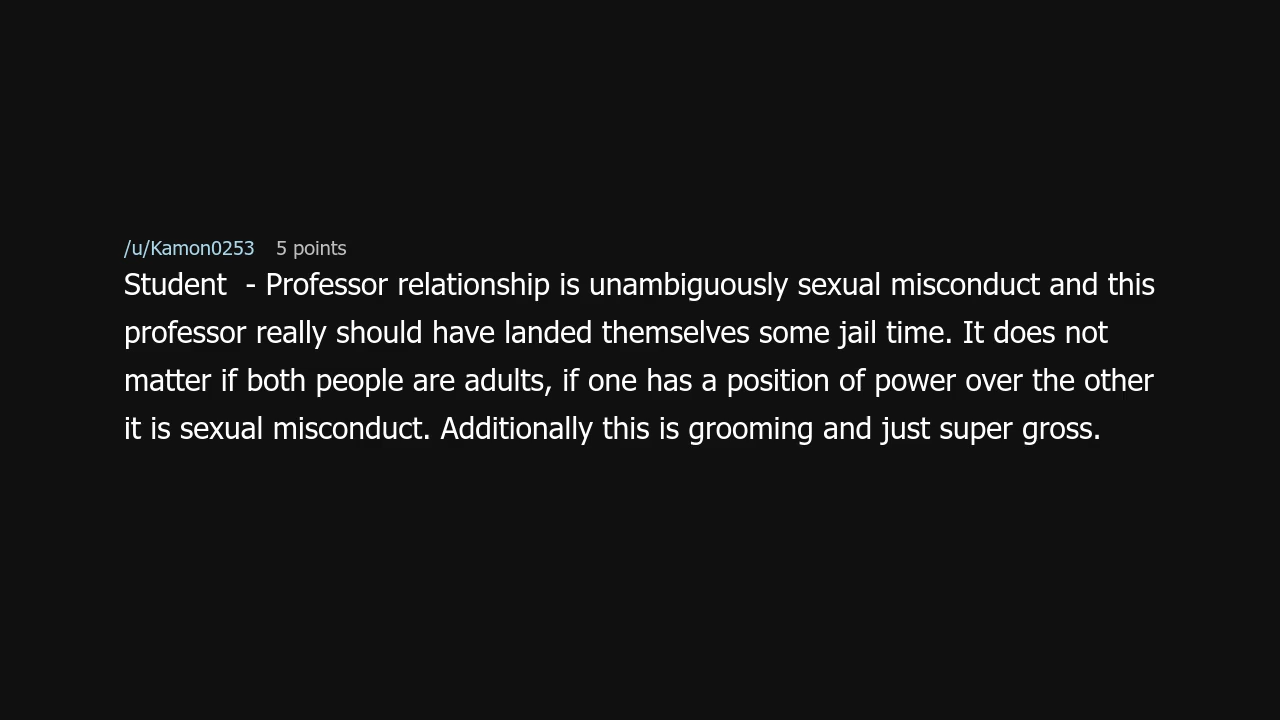 /u/Kamon0253 5 points
Student - Professor relationship is unambiguously sexual misconduct and this
professor really should have landed themselves some jail time. It does not
matter if both people are adults, if one has a position of power over the other
it is sexual misconduct. Additionally this is grooming and just super gross.